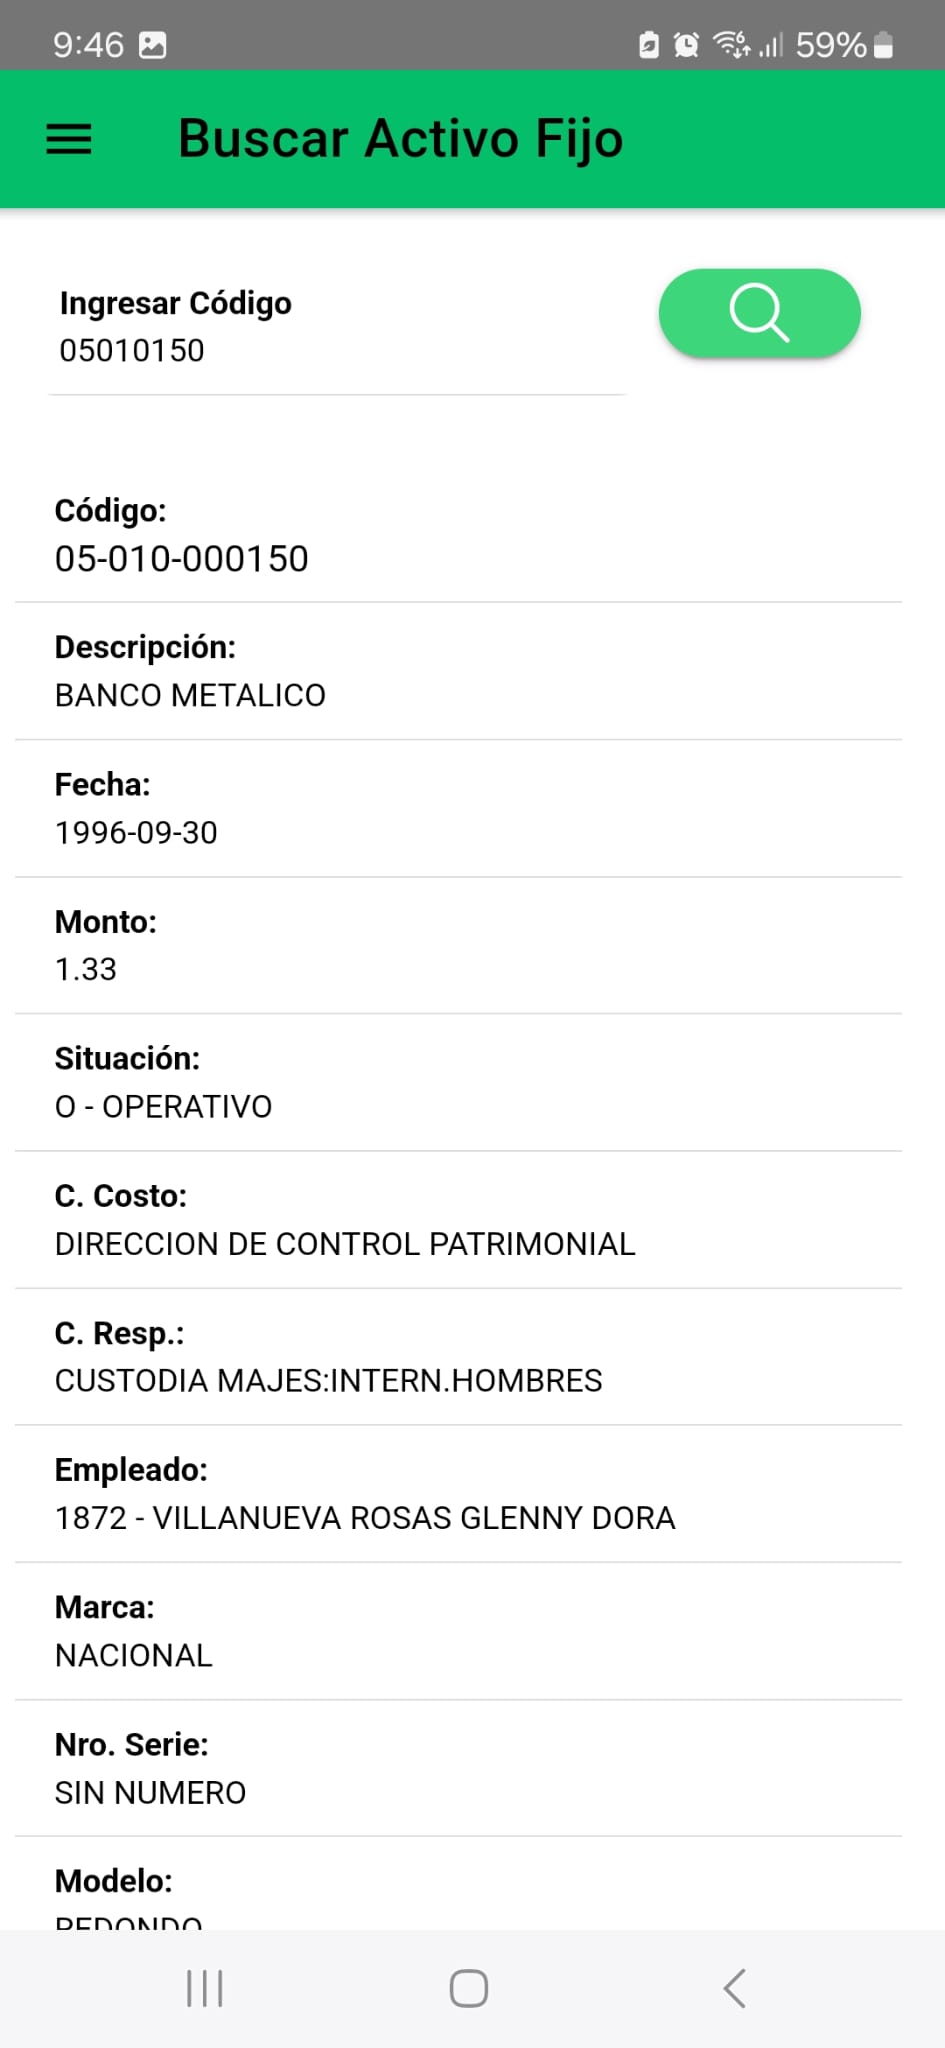 9:46 59%
Buscar Activo Fijo
Ingresar Código
05010150
Código:
05-010-000150
Descripción:
BANCO METALICO
Fecha:
1996-09-30
Monto:
1.33
Situación:
O - OPERATIVO
C. Costo:
DIRECCION DE CONTROL PATRIMONIAL
C. Resp.:
CUSTODIA MAJES:INTERN.HOMBRES
Empleado:
1872 - VILLANUEVA ROSAS GLENNY DORA
Marca:
NACIONAL
Nro. Serie:
SIN NUMERO
Modelo:
REDONDO